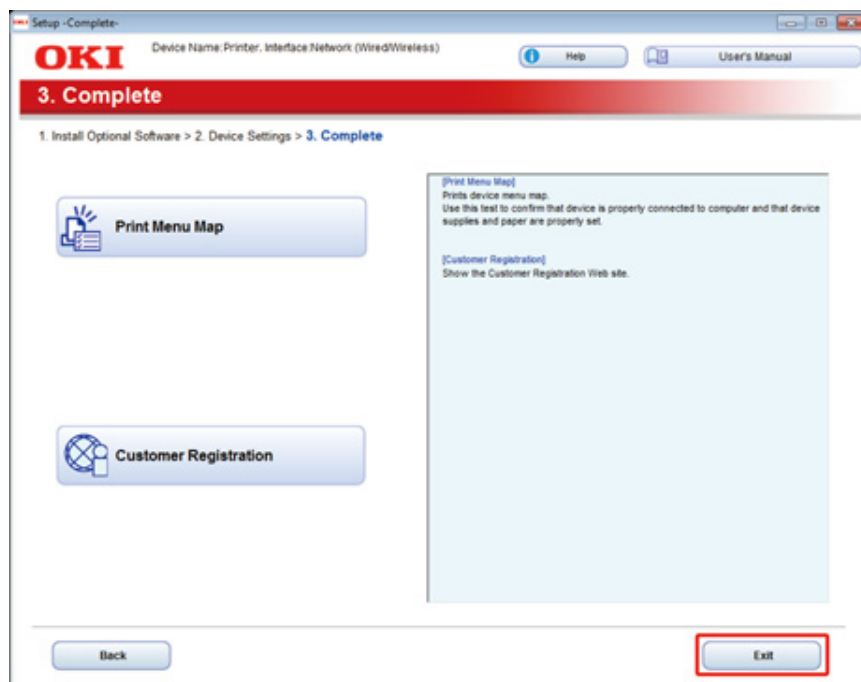 OKI Setup -Complete-
OKI
Device Name:Printer, Interface:Network (Wired/Wireless)
Help
User's Manual
3. Complete
1. Install Optional Software > 2. Device Settings > 3. Complete
Print Menu Map
[Print Menu Map]
Prints device menu map.
Use this test to confirm that device is properly connected to computer and that device
supplies and paper are properly set.
[Customer Registration]
Show the Customer Registration Web site.
Customer Registration
Back
Exit